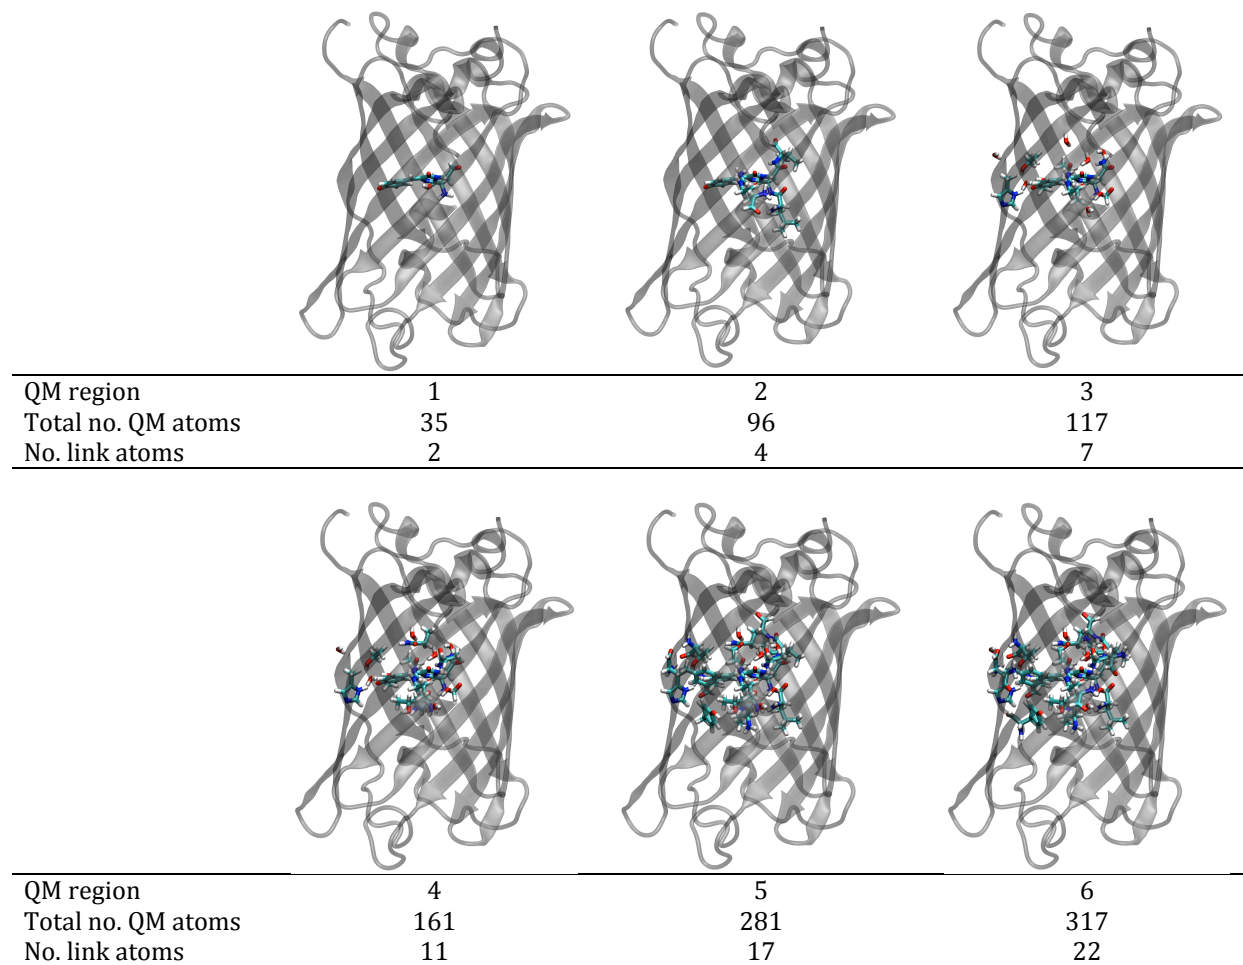 QM region 1 2 3
Total no. QM atoms 35 96 117
No. link atoms 2 4 7
QM region 4 5 6
Total no. QM atoms 161 281 317
No. link atoms 11 17 22